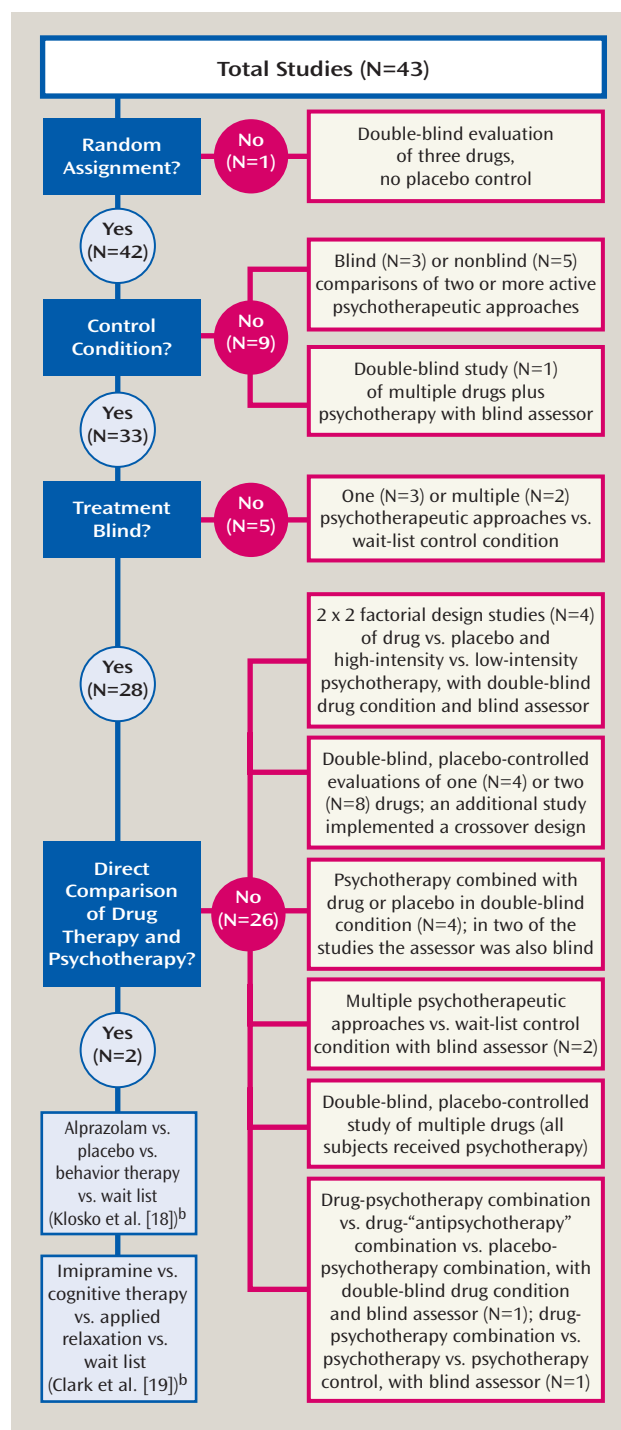 Total Studies (N=43)
Random
Assignment?
No
(N=1)
Double-blind evaluation
of three drugs,
no placebo control
Yes
(N=42)
Control
Condition?
No
(N=9)
Blind (N=3) or nonblind (N=5)
comparisons of two or more active
psychotherapeutic approaches
Double-blind study (N=1)
of multiple drugs plus
psychotherapy with blind assessor
Yes
(N=33)
Treatment
Blind?
No
(N=5)
One (N=3) or multiple (N=2)
psychotherapeutic approaches vs.
wait-list control condition
Yes
(N=28)
Direct
Comparison
of Drug
Therapy and
Psychotherapy?
No
(N=26)
2 x 2 factorial design studies (N=4)
of drug vs. placebo and
high-intensity vs. low-intensity
psychotherapy, with double-blind
drug condition and blind assessor
Double-blind, placebo-controlled
evaluations of one (N=4) or two
(N=8) drugs; an additional study
implemented a crossover design
Psychotherapy combined with
drug or placebo in double-blind
condition (N=4); in two of the
studies the assessor was also blind
Multiple psychotherapeutic
approaches vs. wait-list control
condition with blind assessor (N=2)
Double-blind, placebo-controlled
study of multiple drugs (all
subjects received psychotherapy)
Drug-psychotherapy combination
vs. drug-“antipsychotherapy”
combination vs. placebo-
psychotherapy combination, with
double-blind drug condition
and blind assessor (N=1); drug-
psychotherapy combination vs.
psychotherapy vs. psychotherapy
control, with blind assessor (N=1)
Yes
(N=2)
Alprazolam vs.
placebo vs.
behavior therapy
vs. wait list
(Klosko et al. [18])b
Imipramine vs.
cognitive therapy
vs. applied
relaxation vs.
wait list
(Clark et al. [19])b